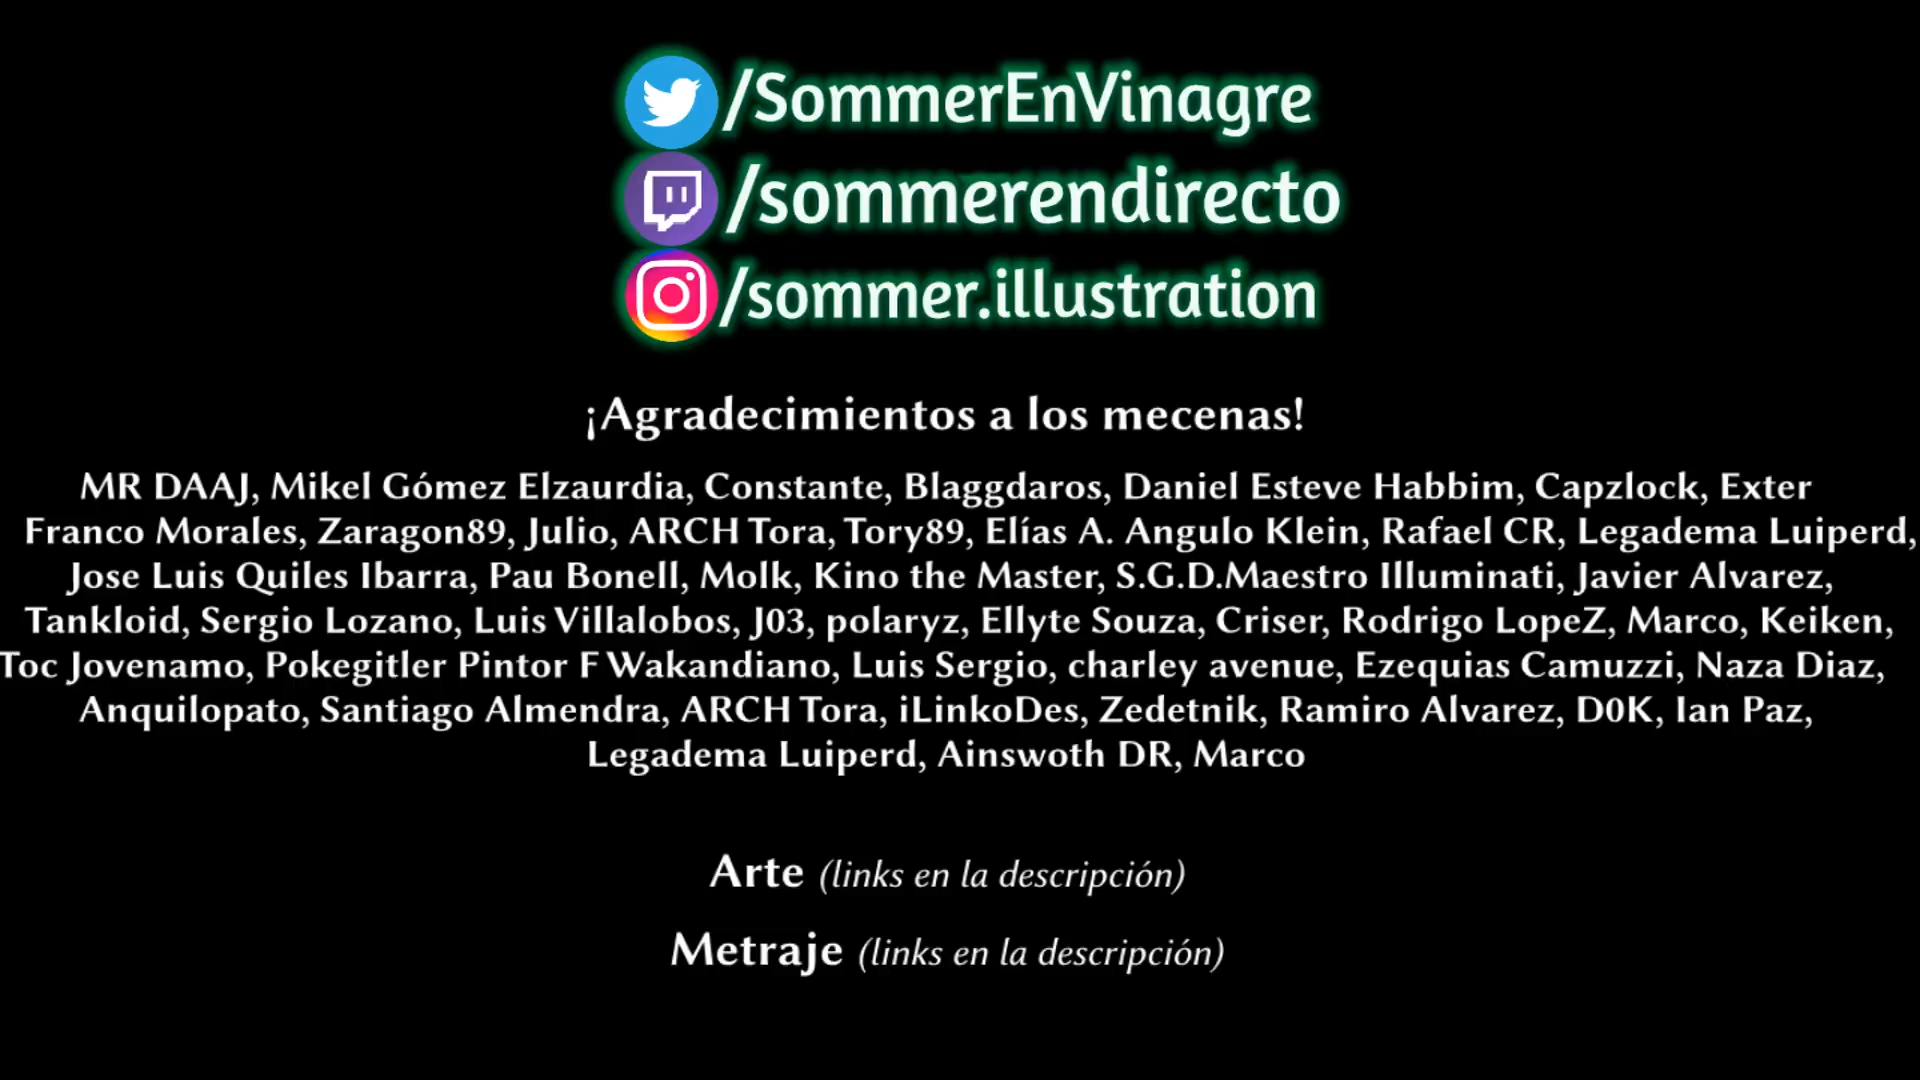 /SommerEnVinagre
/sommerendirecto
/sommer.illustration
¡Agradecimientos a los mecenas!
MR DAAJ, Mikel Gómez Elzaurdia, Constante, Blaggdaros, Daniel Esteve Habbim, Capzlock, Exter
Franco Morales, Zaragon89, Julio, ARCH Tora, Tory89, Elías A. Angulo Klein, Rafael CR, Legadema Luiperd,
Jose Luis Quiles Ibarra, Pau Bonell, Molk, Kino the Master, S.G.D.Maestro Illuminati, Javier Alvarez,
Tankloid, Sergio Lozano, Luis Villalobos, J03, polaryz, Ellyte Souza, Criser, Rodrigo LopeZ, Marco, Keiken,
Toc Jovenamo, Pokegitler Pintor F Wakandiano, Luis Sergio, charley avenue, Ezequias Camuzzi, Naza Diaz,
Anquilopato, Santiago Almendra, ARCH Tora, iLinkoDes, Zedetnik, Ramiro Alvarez, D0K, Ian Paz,
Legadema Luiperd, Ainswoth DR, Marco
Arte (links en la descripción)
Metraje (links en la descripción)